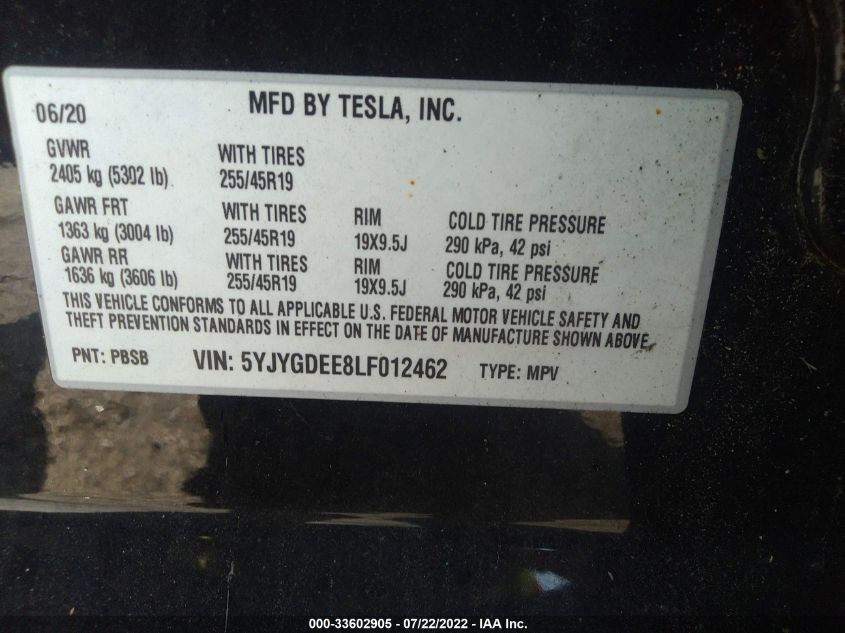 06/20 MFD BY TESLA, INC.
GVWR WITH TIRES
2405 kg (5302 lb) 255/45R19
GAWR FRT WITH TIRES RIM COLD TIRE PRESSURE
1363 kg (3004 lb) 255/45R19 19X9.5J 290 kPa, 42 psi
GAWR RR WITH TIRES RIM COLD TIRE PRESSURE
1636 kg (3606 lb) 255/45R19 19X9.5J 290 kPa, 42 psi
THIS VEHICLE CONFORMS TO ALL APPLICABLE U.S. FEDERAL MOTOR VEHICLE SAFETY AND
THEFT PREVENTION STANDARDS IN EFFECT ON THE DATE OF MANUFACTURE SHOWN ABOVE.
PNT: PBSB VIN: 5YJYGDEE8LF012462 TYPE: MPV
000-33602905 - 07/22/2022 - IAA Inc.